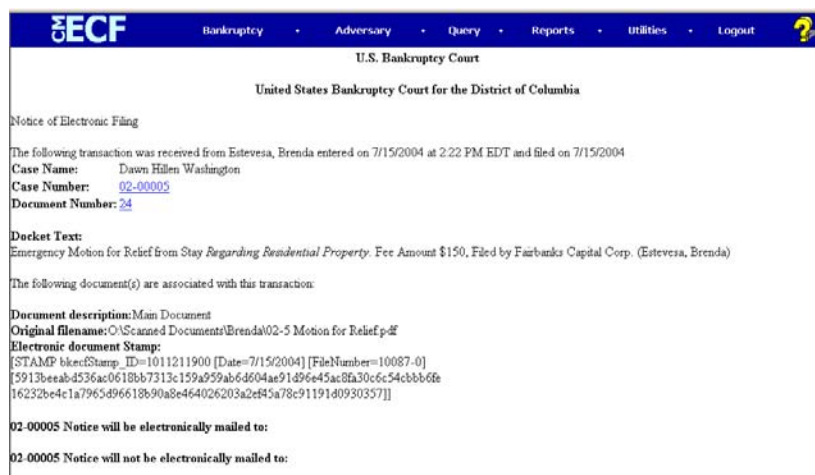 CM ECF Bankruptcy • Adversary • Query • Reports • Utilities • Logout ?
U.S. Bankruptcy Court
United States Bankruptcy Court for the District of Columbia
Notice of Electronic Filing
The following transaction was received from Estevesa, Brenda entered on 7/15/2004 at 2:22 PM EDT and filed on 7/15/2004
Case Name: Dawn Hillen Washington
Case Number: 02-00005
Document Number: 24
Docket Text:
Emergency Motion for Relief from Stay Regarding Residential Property. Fee Amount $150, Filed by Fairbanks Capital Corp. (Estevesa, Brenda)
The following document(s) are associated with this transaction:
Document description:Main Document
Original filename:O:\Scanned Documents\Brenda\02-5 Motion for Relief.pdf
Electronic document Stamp:
[STAMP bkecfStamp_ID=1011211900 [Date=7/15/2004] [FileNumber=10087-0]
[5913beeabd536ac0618bb7313c159a959ab6d604ae91d96e45ac8fa30c6c54cbbb6fe
16232be4c1a7965d96618b90a8e464026203a2ef45a78c91191d0930357]]
02-00005 Notice will be electronically mailed to:
02-00005 Notice will not be electronically mailed to: